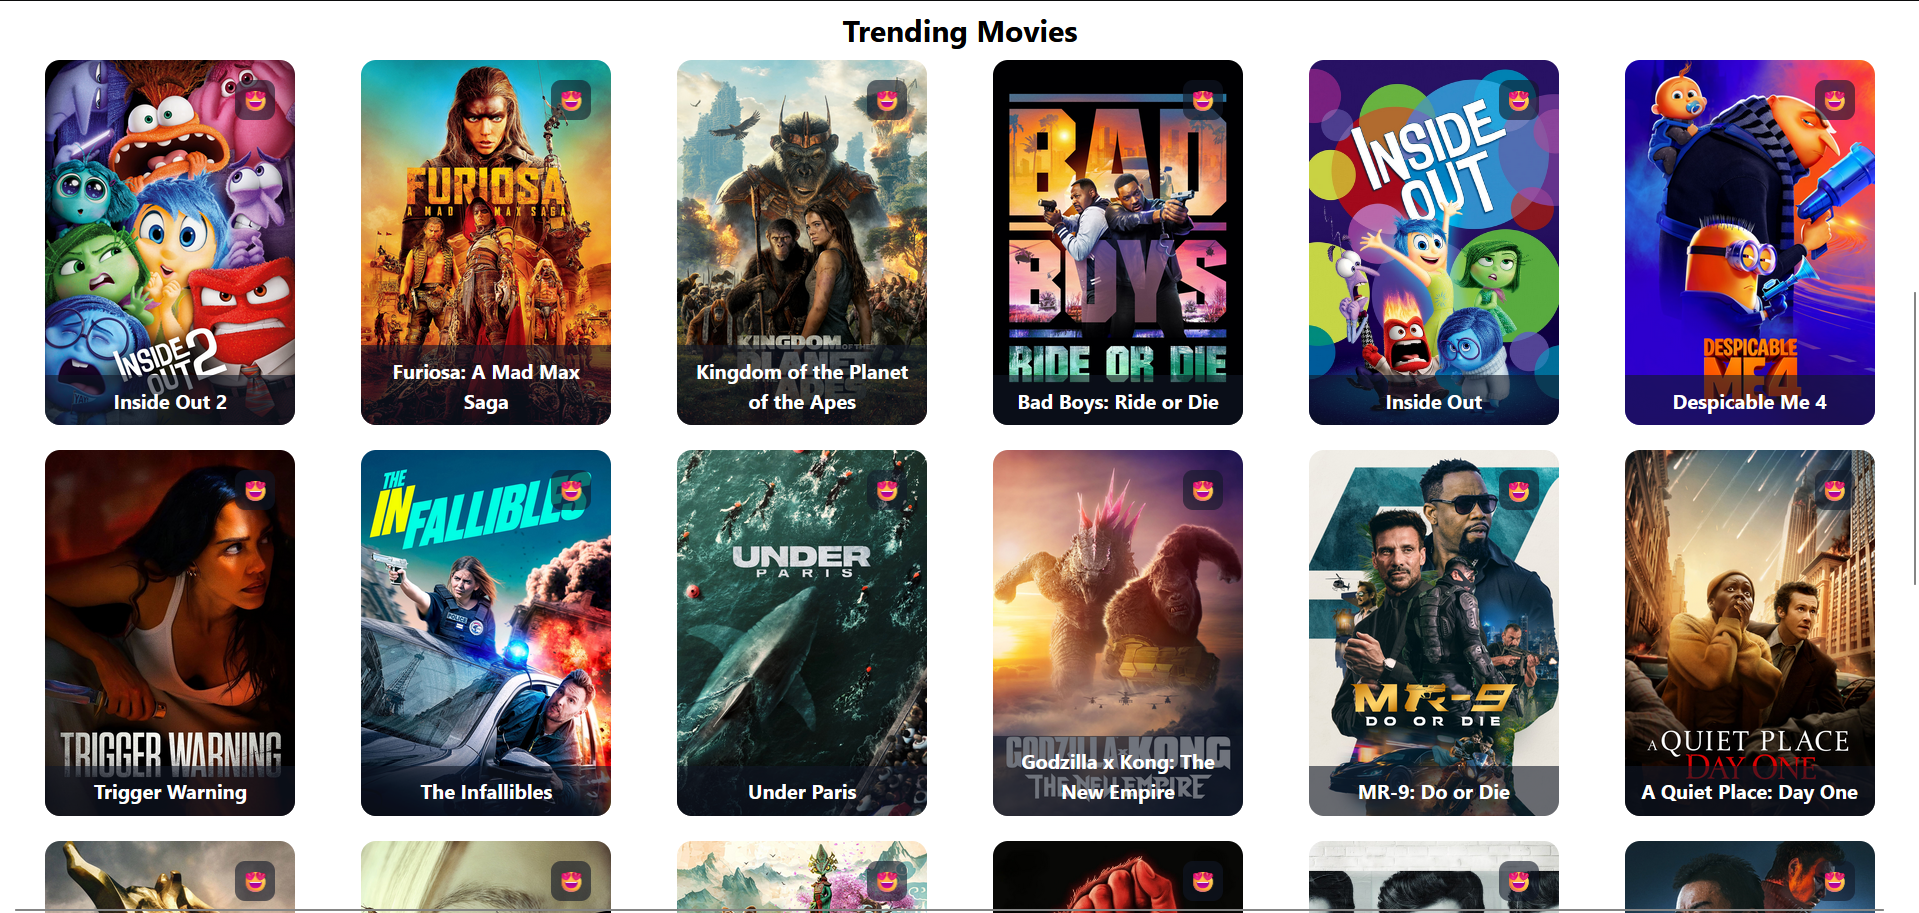 Trending Movies
INSIDE
OUT 2
Inside Out 2
FURIOSA
A MAD MAX SAGA
Furiosa: A Mad Max
Saga
KINGDOM OF THE
PLANET
APES
Kingdom of the Planet
of the Apes
BAD
BOYS
RIDE OR DIE
Bad Boys: Ride or Die
INSIDE
OUT
Inside Out
DESPICABLE
ME 4
Despicable Me 4
TRIGGER WARNING
Trigger Warning
THE
INFALLIBLES
POLICE
The Infallibles
UNDER
PARIS
Under Paris
GODZILLA x KONG
THE NEW EMPIRE
Godzilla x Kong: The
New Empire
MR-9
DO OR DIE
MR-9: Do or Die
A QUIET PLACE
DAY ONE
A Quiet Place: Day One